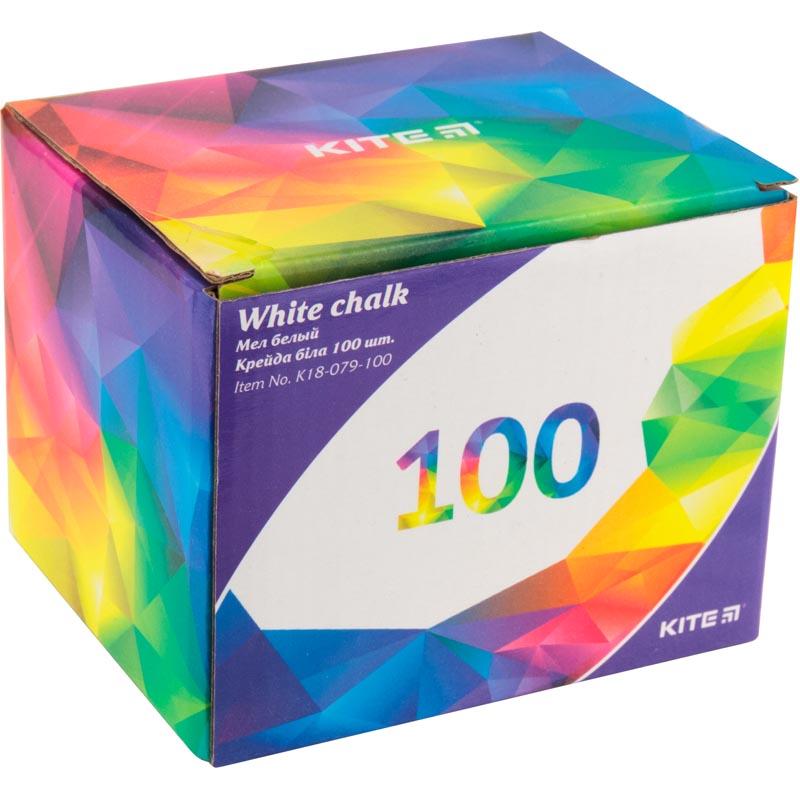 KITE
White chalk
Мел белый
Крейда біла 100 шт.
Item No. K18-079-100
100
KITE